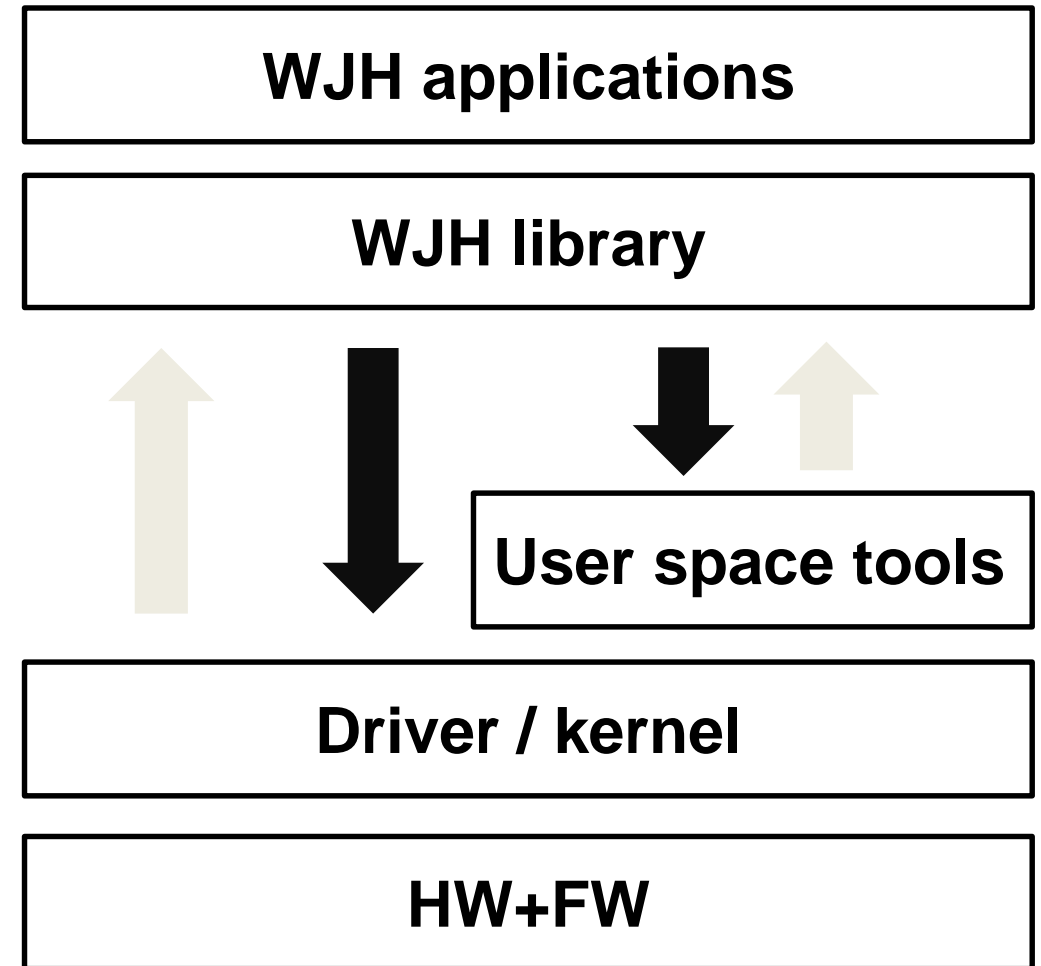 WJH applications
WJH library
User space tools
Driver / kernel
HW+FW